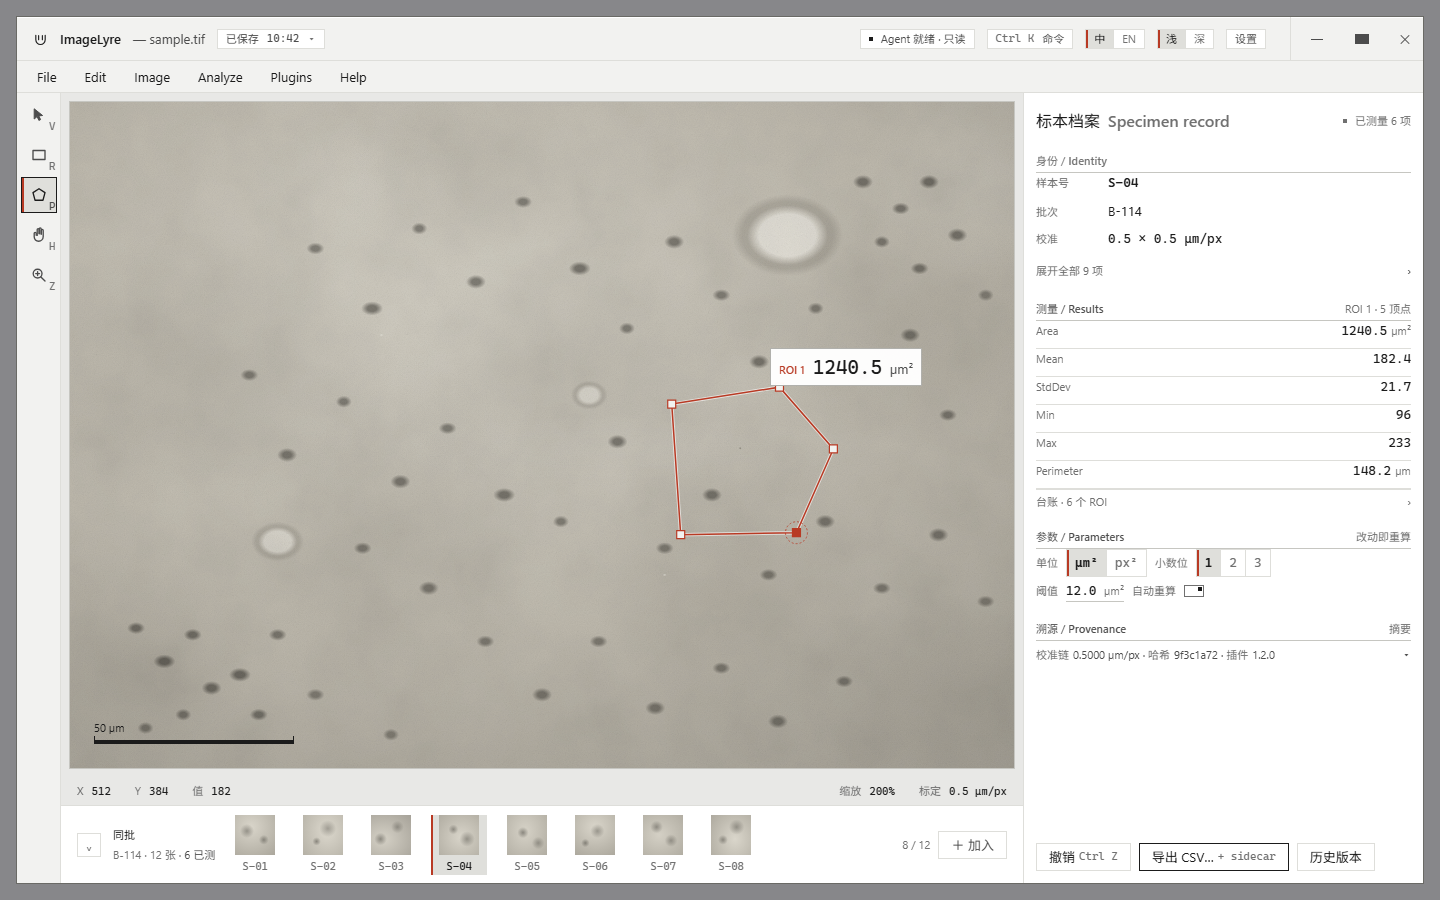 ImageLyre — sample.tif 已保存 10:42 Agent 就绪 · 只读 Ctrl K 命令 中 EN 浅 深 设置
File Edit Image Analyze Plugins Help
V
R
P
H
Z
ROI 1 1240.5 µm²
50 µm
X 512 Y 384 值 182 缩放 200% 标定 0.5 µm/px
同批
B-114 · 12 张 · 6 已测
S-01 S-02 S-03 S-04 S-05 S-06 S-07 S-08
8 / 12 + 加入
标本档案 Specimen record 已测量 6 项
身份 / Identity
样本号 S-04
批次 B-114
校准 0.5 × 0.5 µm/px
展开全部 9 项 ›
测量 / Results ROI 1 · 5 顶点
Area 1240.5 µm²
Mean 182.4
StdDev 21.7
Min 96
Max 233
Perimeter 148.2 µm
台账 · 6 个 ROI ›
参数 / Parameters 改动即重算
单位 µm² px² 小数位 1 2 3
阈值 12.0 µm² 自动重算
溯源 / Provenance 摘要
校准链 0.5000 µm/px · 哈希 9f3c1a72 · 插件 1.2.0
撤销 Ctrl Z 导出 CSV... + sidecar 历史版本